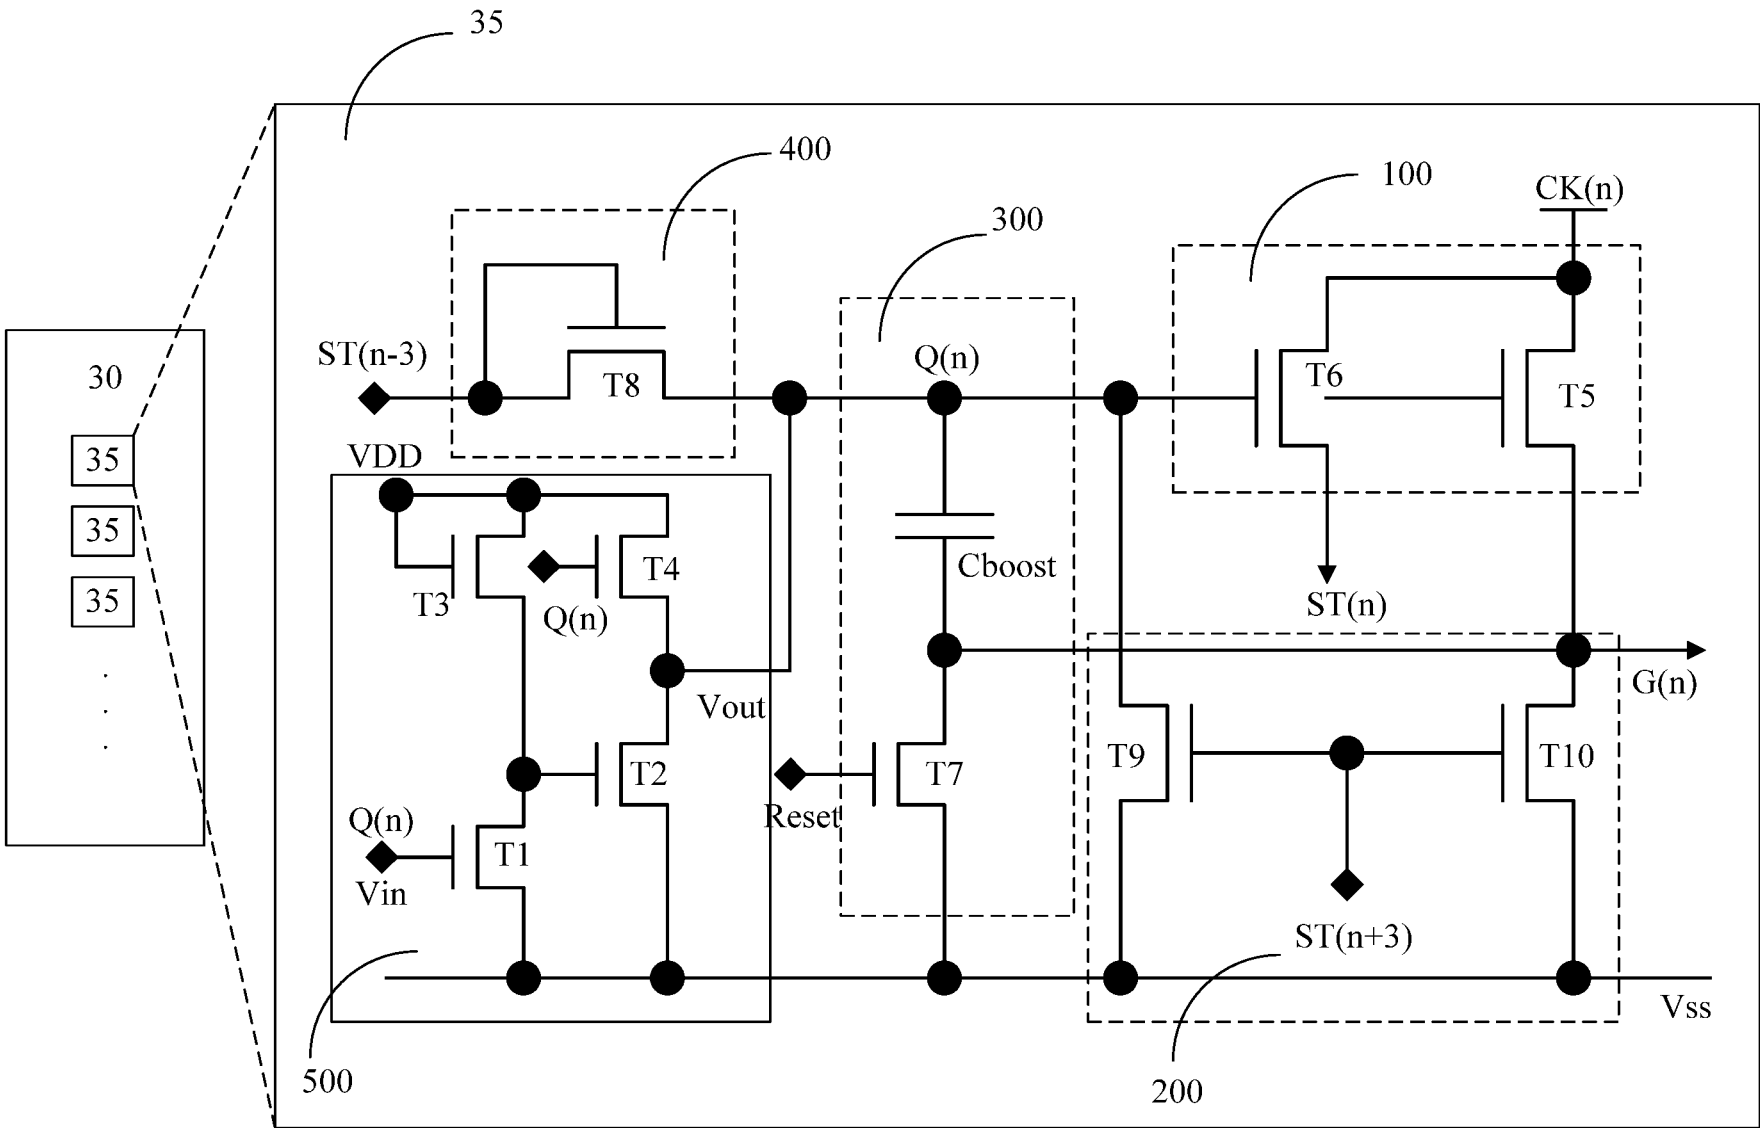 35
400
100
CK(n)
300
ST(n-3)
Q(n)
T8
T6
T5
30
VDD
35
35
35
.
.
.
T3
Q(n)
T4
Cboost
ST(n)
G(n)
Vout
T9
T10
T2
T7
Reset
Q(n)
T1
Vin
ST(n+3)
Vss
500
200